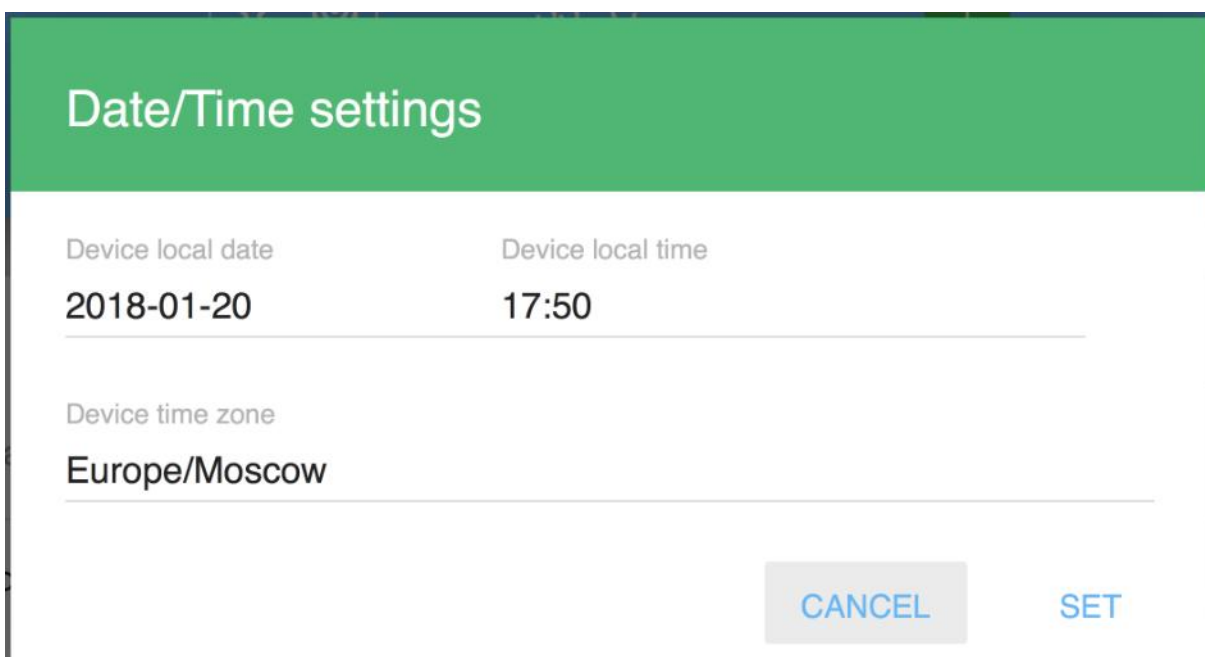 Date/Time settings
Device local date Device local time
2018-01-20 17:50
Device time zone
Europe/Moscow
CANCEL SET